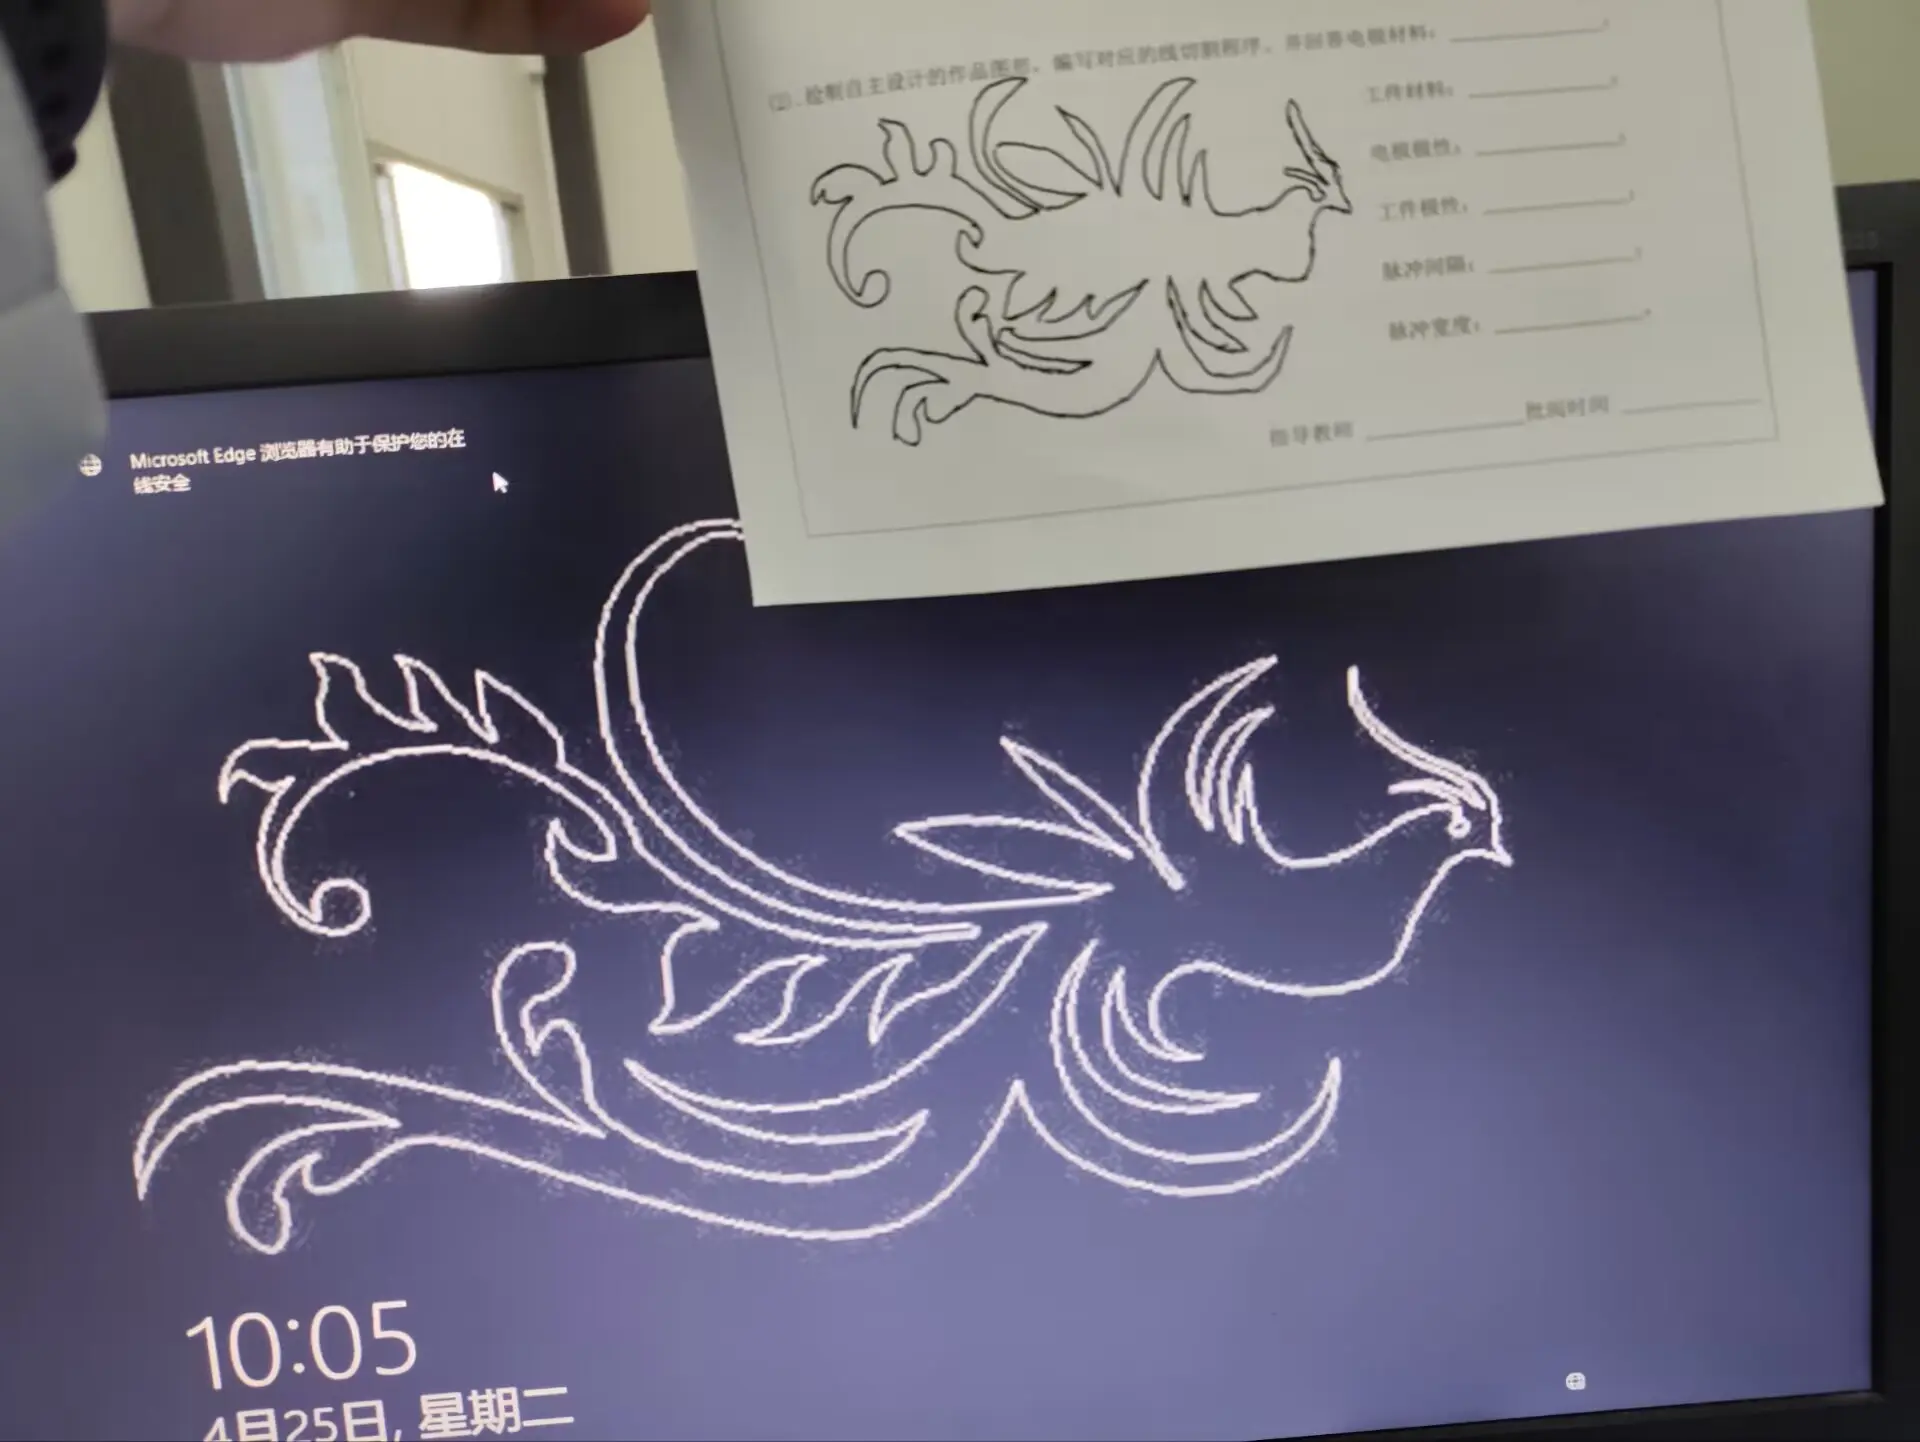 (2).绘制自主设计的作品图形,编写对应的线切割程序,并回答电极材料:
工件材料:
电极极性:
工件极性:
脉冲间隔:
脉冲宽度:
指导教师 批阅时间
Microsoft Edge 浏览器有助于保护您的在
线安全
10:05
4月25日, 星期二